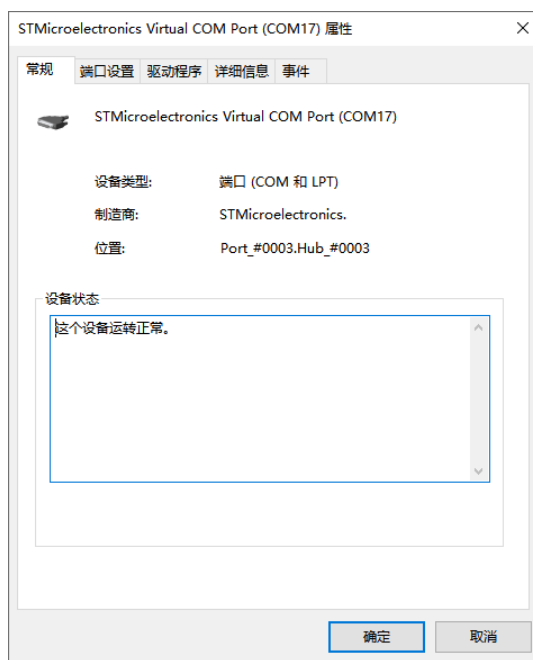 STMicroelectronics Virtual COM Port (COM17) 属性
常规 端口设置 驱动程序 详细信息 事件
STMicroelectronics Virtual COM Port (COM17)
设备类型: 端口 (COM 和 LPT)
制造商: STMicroelectronics.
位置: Port_#0003.Hub_#0003
设备状态
这个设备运转正常。
确定 取消